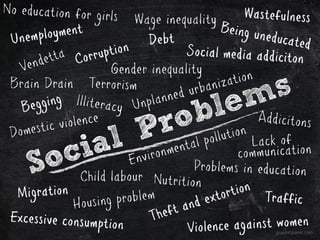 No education for girls
Wage inequality
Wastefulness
Unemployment
Debt
Being uneducated
Vendetta
Corruption
Social media addiciton
Gender inequality
Brain Drain
Terrorism
Unplanned urbanization
Begging
Illiteracy
Domestic violence
Social Problems
Addicitons
Environmental pollution
Lack of
communication
Child labour
Nutrition
Problems in education
Migration
Housing problem
Theft and extortion
Traffic
Excessive consumption
Violence against women